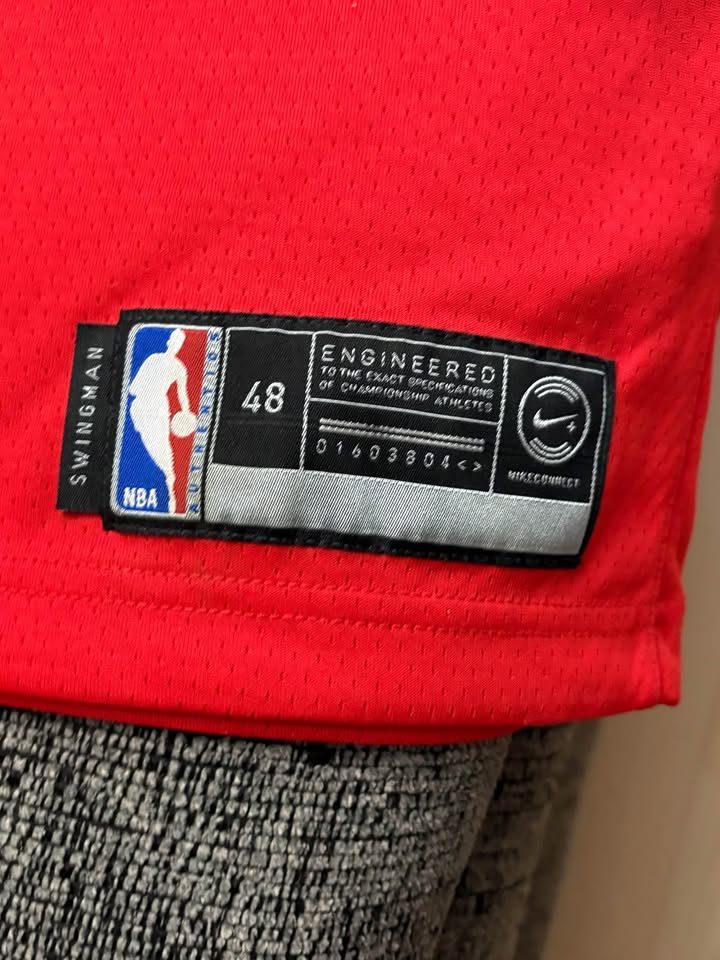 SWINGMAN
NBA
AUTHENTICS
48
ENGINEERED
TO THE EXACT SPECIFICATIONS
OF CHAMPIONSHIP ATHLETES
01603804<>
NIKECONNECT